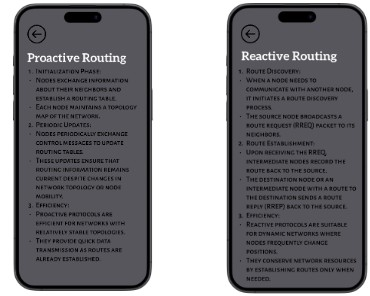 Proactive Routing
1. Initialization Phase:
- Nodes exchange information
about their neighbors and
establish a routing table.
- Each node maintains a topology
map of the network.
2. Periodic Updates:
- Nodes periodically exchange
control messages to update
routing tables.
- These updates ensure that
routing information remains
current despite changes in
network topology or node
mobility.
3. Efficiency:
- Proactive protocols are
efficient for networks with
relatively stable topologies.
- They provide quick data
transmission as routes are
already established.
Reactive Routing
1. Route Discovery:
- When a node needs to
communicate with another node,
it initiates a route discovery
process.
- The source node broadcasts a
route request (RREQ) packet to its
neighbors.
2. Route Establishment:
- Upon receiving the RREQ,
intermediate nodes record the
route back to the source.
- The destination node or an
intermediate node with a route to
the destination sends a route
reply (RREP) back to the source.
3. Efficiency:
- Reactive protocols are suitable
for dynamic networks where
nodes frequently change
positions.
- They conserve network resources
by establishing routes only when
needed.